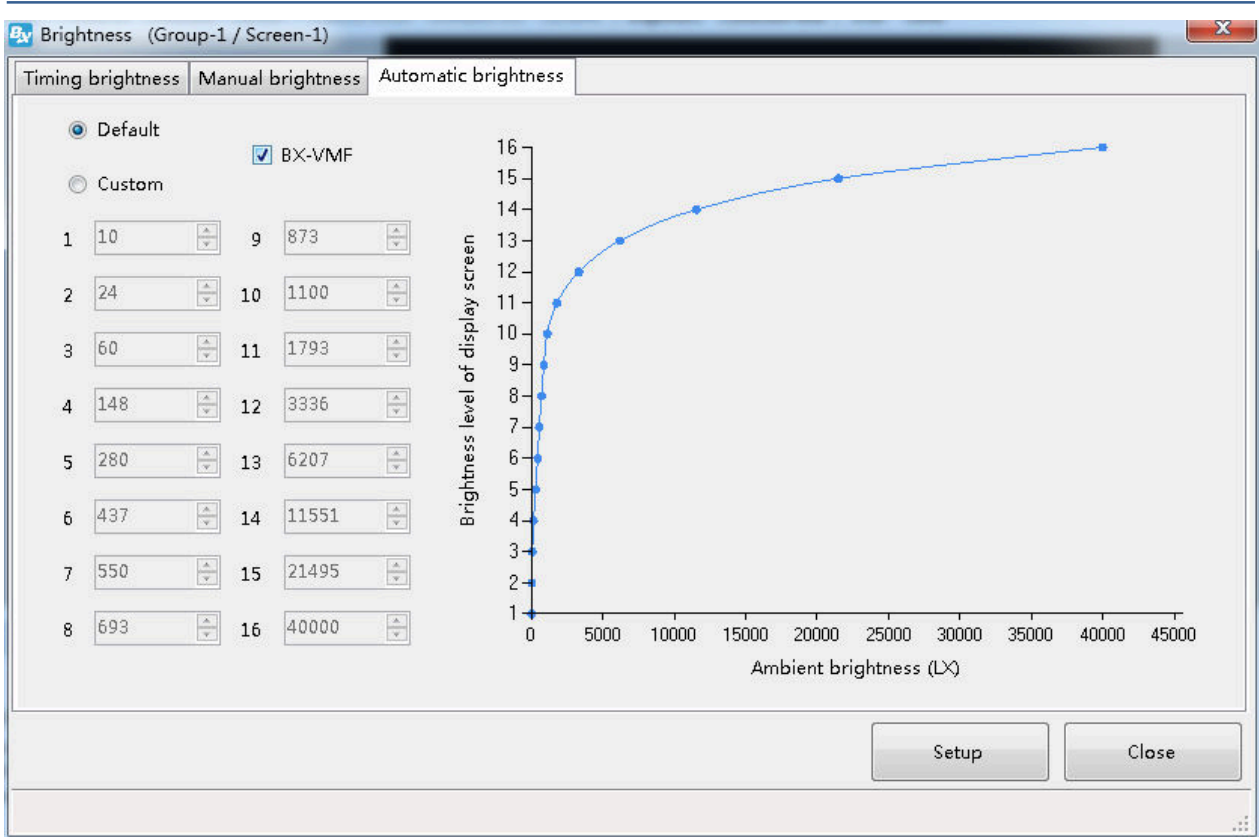 Brightness (Group-1 / Screen-1)
Timing brightness Manual brightness Automatic brightness
Default
BX-VMF
Custom
1 10 9 873
2 24 10 1100
3 60 11 1793
4 148 12 3336
5 280 13 6207
6 437 14 11551
7 550 15 21495
8 693 16 40000
Brightness level of display screen
16
15
14
13
12
11
10
9
8
7
6
5
4
3
2
1
0 5000 10000 15000 20000 25000 30000 35000 40000 45000
Ambient brightness (LX)
Setup Close